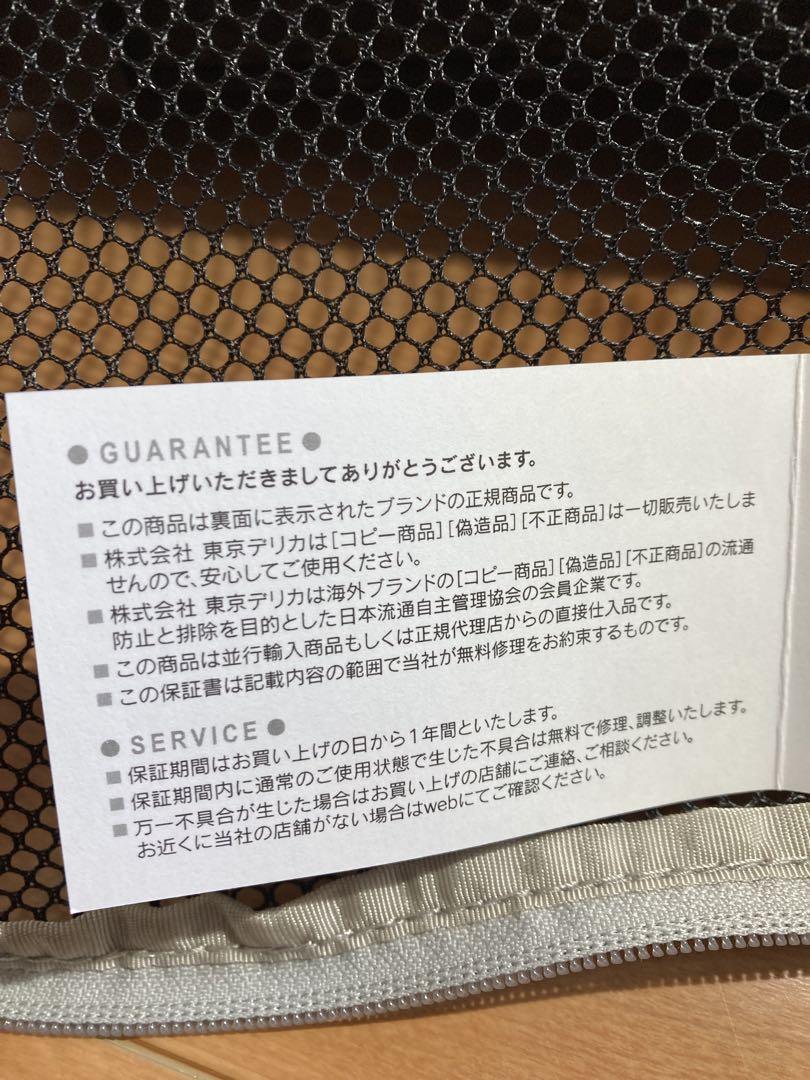 ● GUARANTEE ●
お買い上げいただきましてありがとうございます。
■ この商品は裏面に表示されたブランドの正規商品です。
■ 株式会社 東京デリカは[コピー商品][偽造品][不正商品]は一切販売いたしま
せんので、安心してご使用ください。
■ 株式会社 東京デリカは海外ブランドの[コピー商品][偽造品][不正商品]の流通
防止と排除を目的とした日本流通自主管理協会の会員企業です。
■ この商品は並行輸入商品もしくは正規代理店からの直接仕入品です。
■ この保証書は記載内容の範囲で当社が無料修理をお約束するものです。
● SERVICE ●
■ 保証期間はお買い上げの日から1年間といたします。
■ 保証期間内に通常のご使用状態で生じた不具合は無料で修理、調整いたします。
■ 万一不具合が生じた場合はお買い上げの店舗にご連絡、ご相談ください。
お近くに当社の店舗がない場合はwebにてご確認ください。